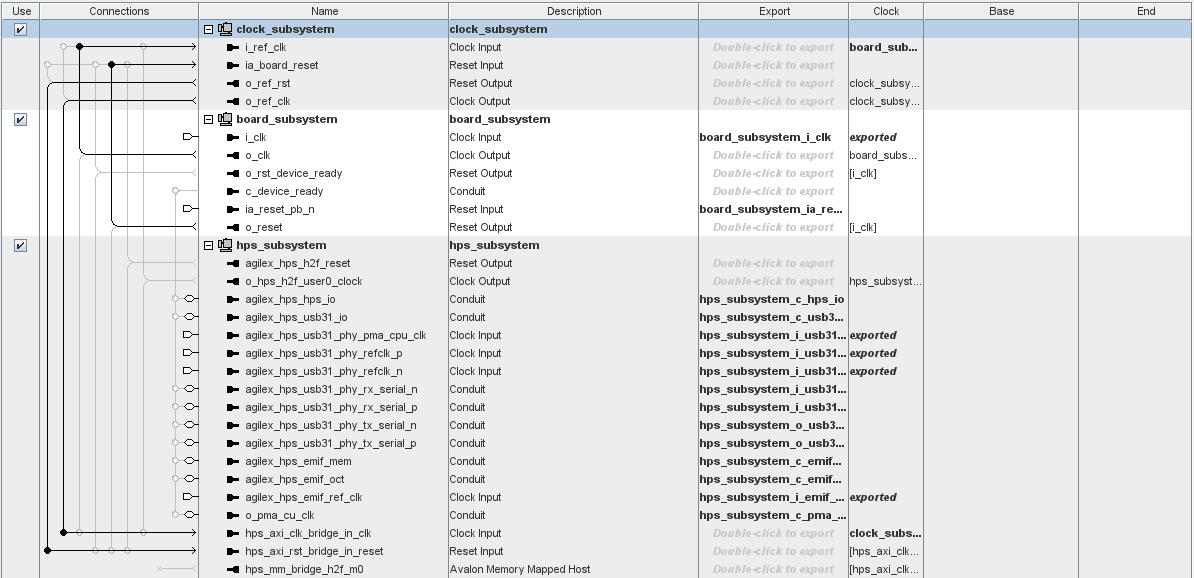 Use Connections Name Description Export Clock Base End
clock_subsystem clock_subsystem
i_ref_clk Clock Input Double-click to export board_sub...
ia_board_reset Reset Input Double-click to export
o_ref_rst Reset Output Double-click to export clock_subsy...
o_ref_clk Clock Output Double-click to export clock_subsy...
board_subsystem board_subsystem
i_clk Clock Input board_subsystem_i_clk exported
o_clk Clock Output Double-click to export board_subs...
o_rst_device_ready Reset Output Double-click to export [i_clk]
c_device_ready Conduit Double-click to export
ia_reset_pb_n Reset Input board_subsystem_ia_re...
o_reset Reset Output Double-click to export [i_clk]
hps_subsystem hps_subsystem
agilex_hps_h2f_reset Reset Output Double-click to export
o_hps_h2f_user0_clock Clock Output Double-click to export hps_subsyst...
agilex_hps_hps_io Conduit hps_subsystem_c_hps_io
agilex_hps_usb31_io Conduit hps_subsystem_c_usb3...
agilex_hps_usb31_phy_pma_cpu_clk Clock Input hps_subsystem_i_usb31... exported
agilex_hps_usb31_phy_refclk_p Clock Input hps_subsystem_i_usb31... exported
agilex_hps_usb31_phy_refclk_n Clock Input hps_subsystem_i_usb31... exported
agilex_hps_usb31_phy_rx_serial_n Conduit hps_subsystem_i_usb31...
agilex_hps_usb31_phy_rx_serial_p Conduit hps_subsystem_i_usb31...
agilex_hps_usb31_phy_tx_serial_n Conduit hps_subsystem_o_usb3...
agilex_hps_usb31_phy_tx_serial_p Conduit hps_subsystem_o_usb3...
agilex_hps_emif_mem Conduit hps_subsystem_c_emif...
agilex_hps_emif_oct Conduit hps_subsystem_c_emif...
agilex_hps_emif_ref_clk Clock Input hps_subsystem_i_emif_... exported
o_pma_cu_clk Conduit hps_subsystem_c_pma_...
hps_axi_clk_bridge_in_clk Clock Input Double-click to export clock_subs...
hps_axi_rst_bridge_in_reset Reset Input Double-click to export [hps_axi_clk...
hps_mm_bridge_h2f_m0 Avalon Memory Mapped Host Double-click to export [hps_axi_clk...